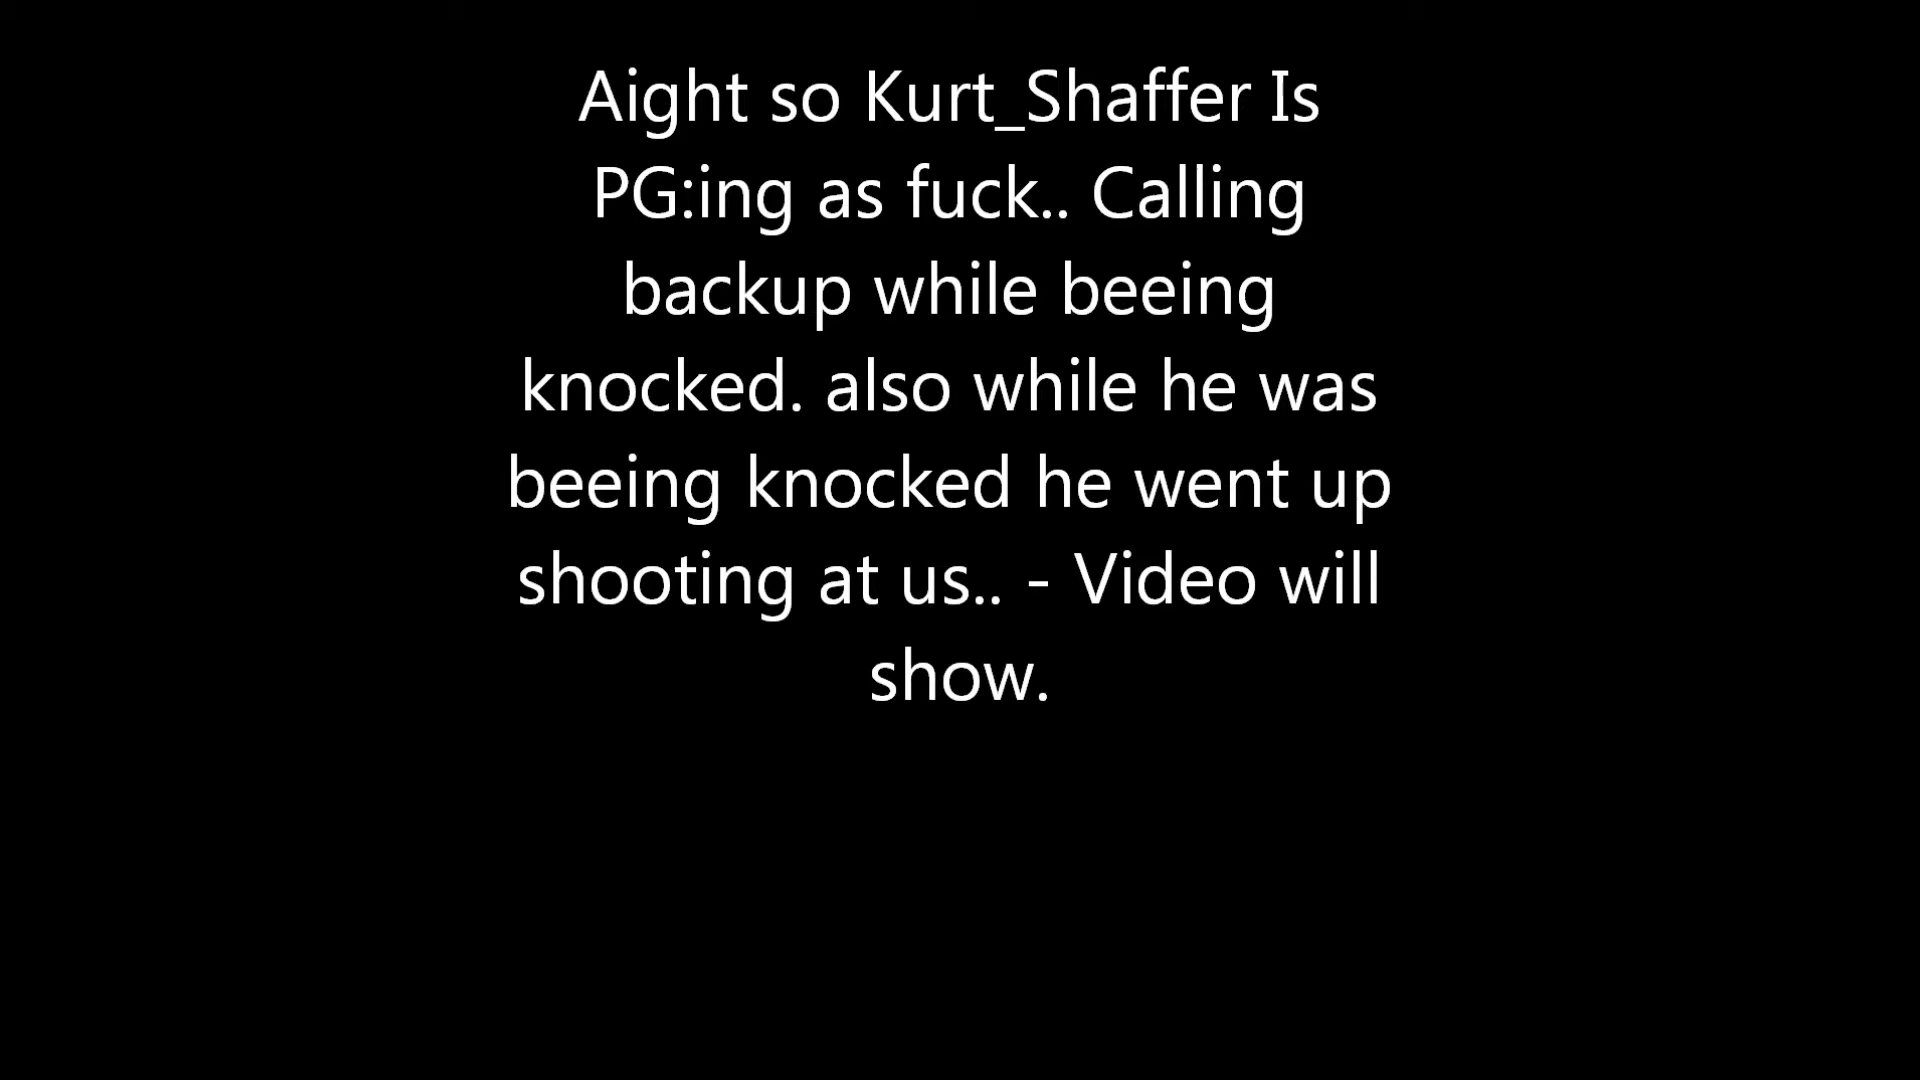 Aight so Kurt_Shaffer Is
PG:ing as fuck.. Calling
backup while beeing
knocked. also while he was
beeing knocked he went up
shooting at us.. - Video will
show.